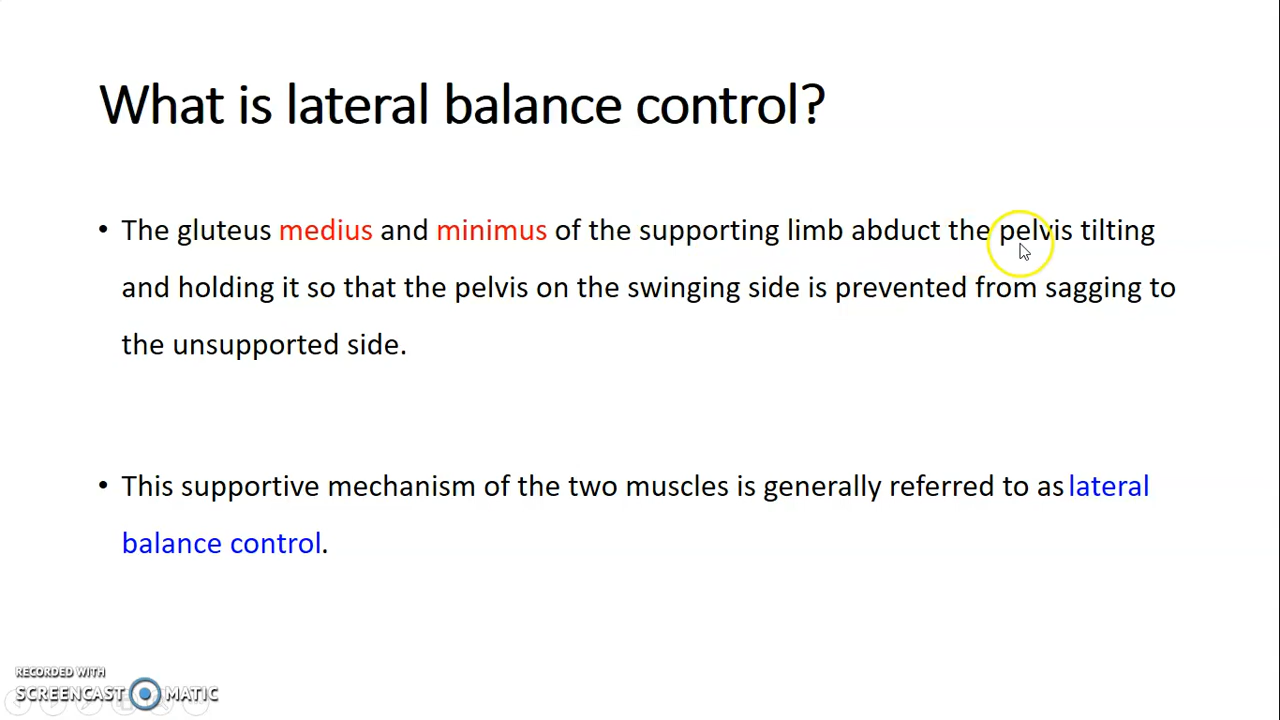 What is lateral balance control?
• The gluteus medius and minimus of the supporting limb abduct the pelvis tilting
and holding it so that the pelvis on the swinging side is prevented from sagging to
the unsupported side.
• This supportive mechanism of the two muscles is generally referred to as lateral
balance control.
RECORDED WITH
SCREENCAST MATIC